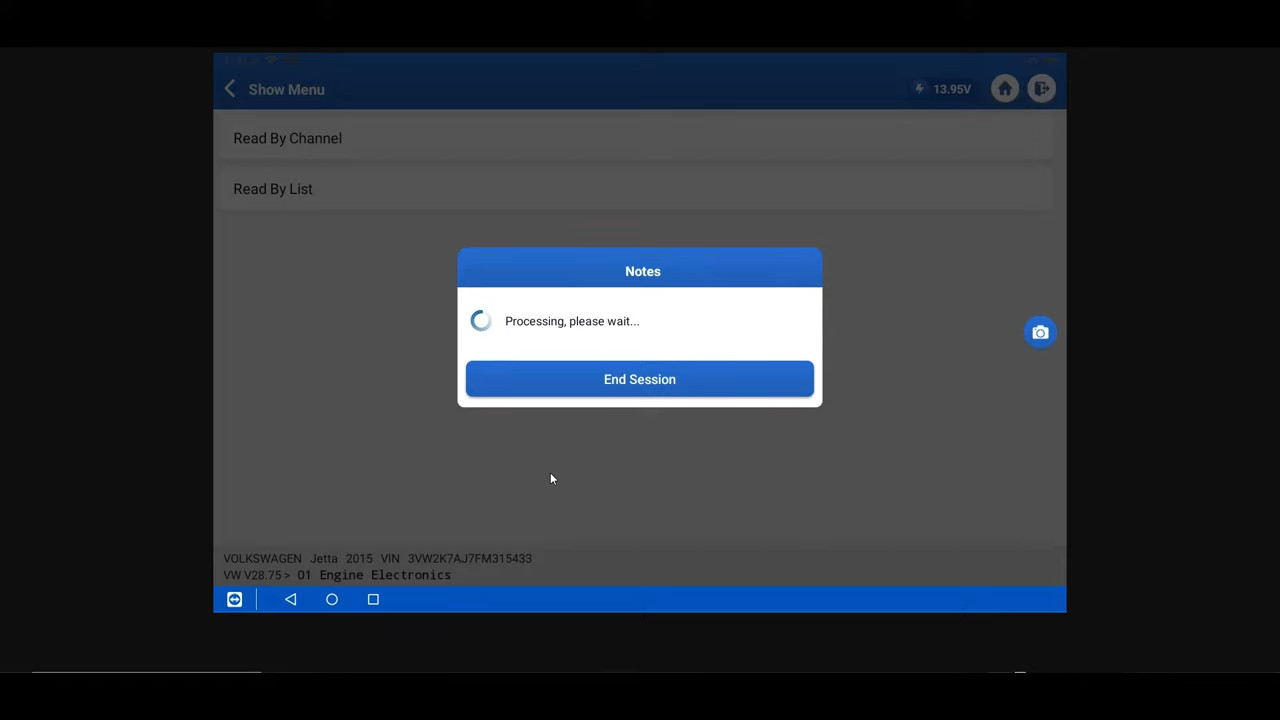 Show Menu
13.95V
Read By Channel
Read By List
Notes
Processing, please wait...
End Session
VOLKSWAGEN Jetta 2015 VIN 3VW2K7AJ7FM315433
VW V28.75 > 01 Engine Electronics